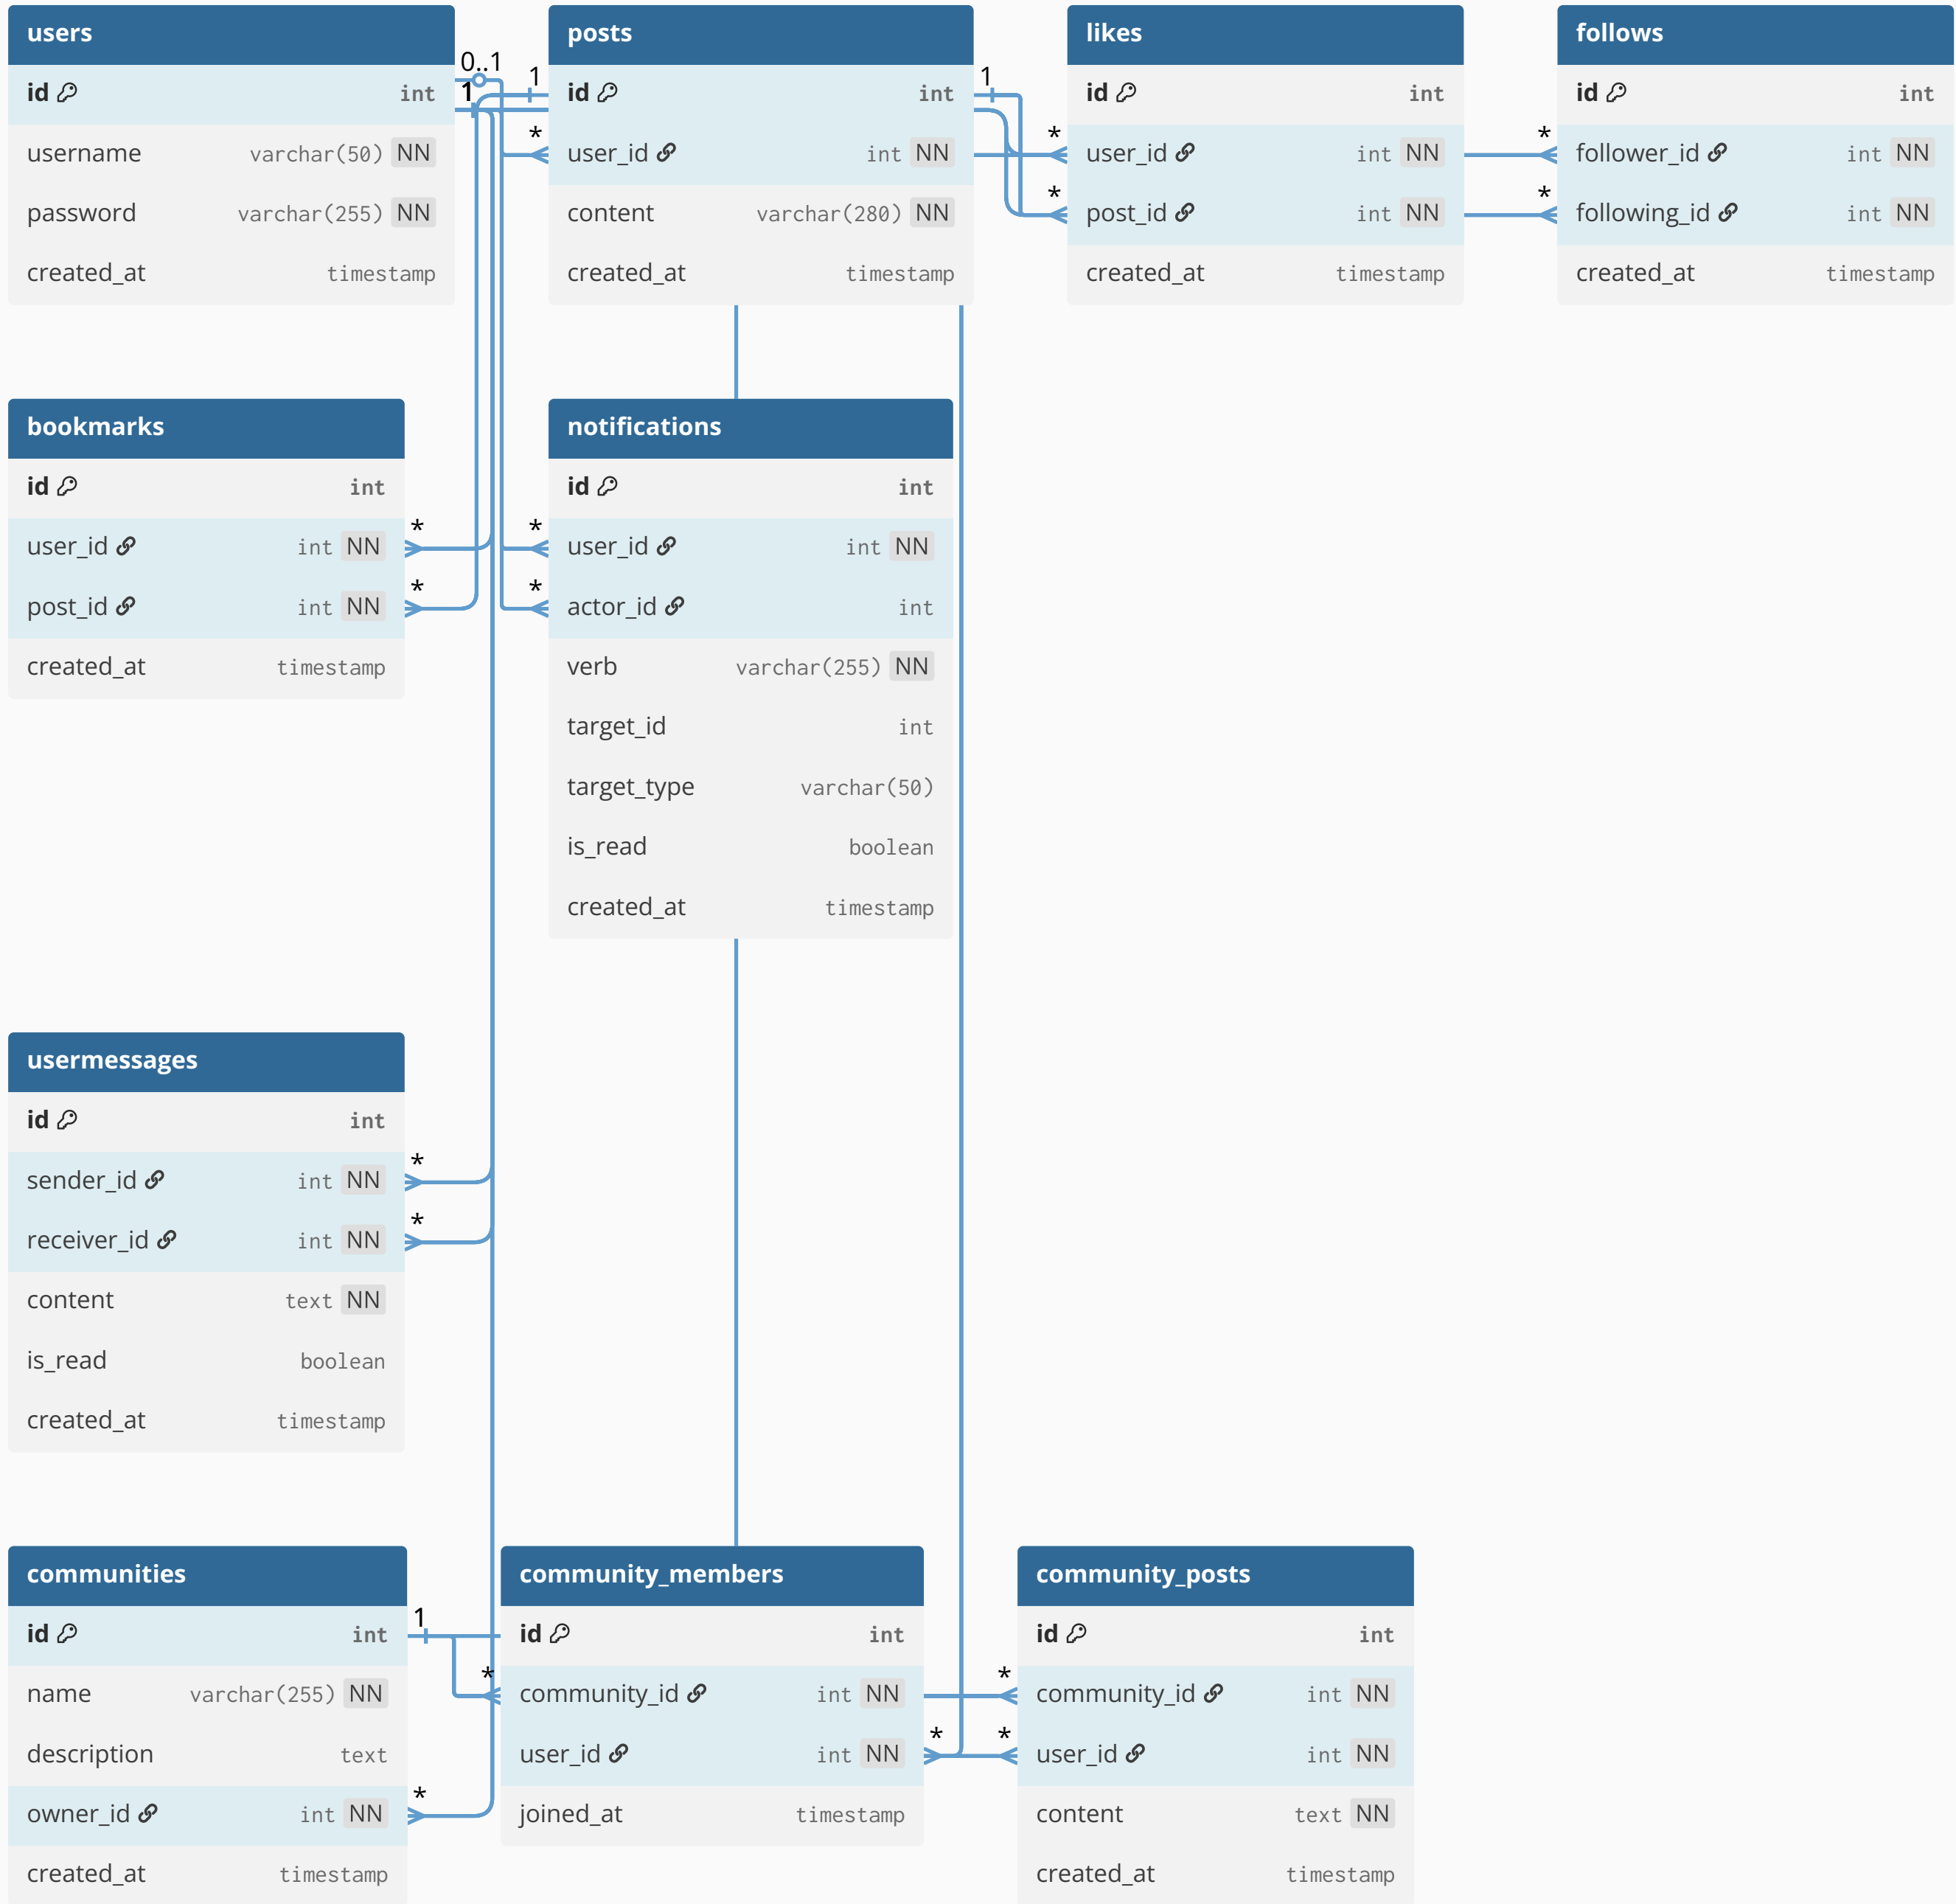 users
id int
username varchar(50) NN
password varchar(255) NN
created_at timestamp
0..1
1
1
*
posts
id int
user_id int NN
content varchar(280) NN
created_at timestamp
1
*
*
likes
id int
user_id int NN
post_id int NN
created_at timestamp
*
*
follows
id int
follower_id int NN
following_id int NN
created_at timestamp
bookmarks
id int
user_id int NN
post_id int NN
created_at timestamp
*
*
*
*
notifications
id int
user_id int NN
actor_id int
verb varchar(255) NN
target_id int
target_type varchar(50)
is_read boolean
created_at timestamp
usermessages
id int
sender_id int NN
receiver_id int NN
content text NN
is_read boolean
created_at timestamp
*
*
communities
id int
name varchar(255) NN
description text
owner_id int NN
created_at timestamp
1
*
*
community_members
id int
community_id int NN
user_id int NN
joined_at timestamp
*
*
*
community_posts
id int
community_id int NN
user_id int NN
content text NN
created_at timestamp